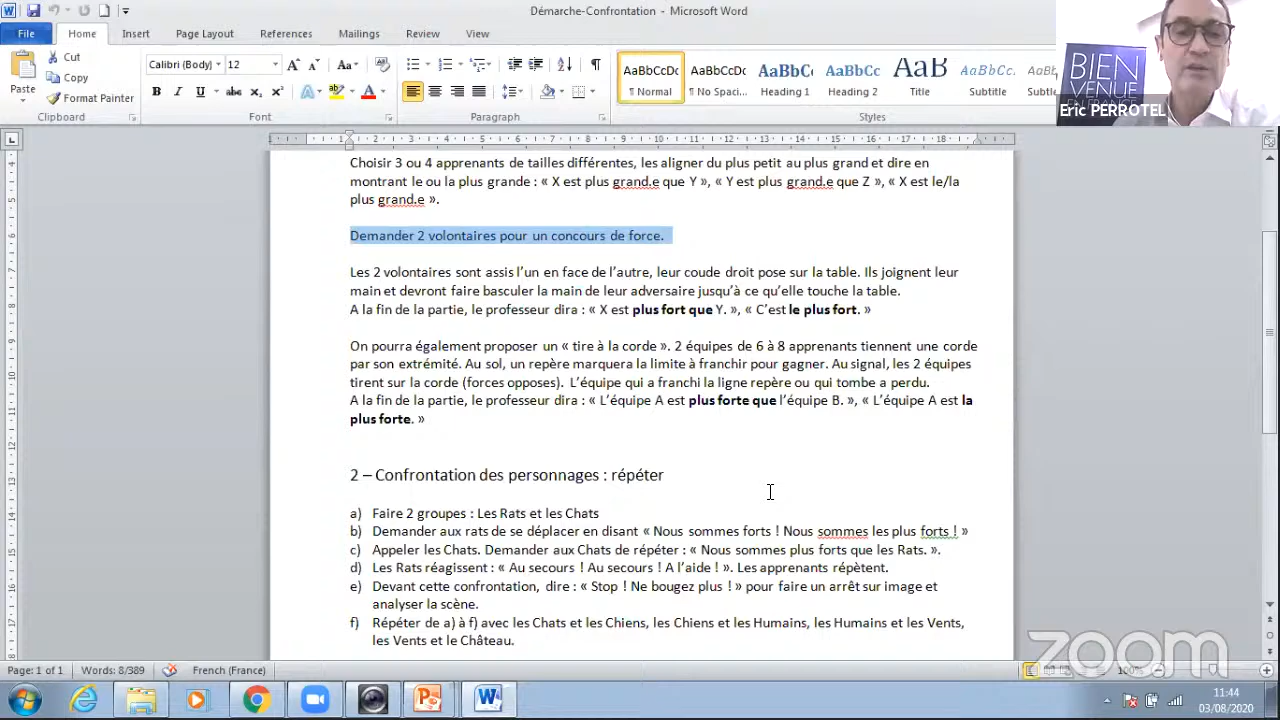 Démarche-Confrontation - Microsoft Word
File Home Insert Page Layout References Mailings Review View
Cut
Copy
Format Painter
Paste
Clipboard
Calibri (Body) 12
Font
Paragraph
AaBbCcDc AaBbCcDc AaBbC AaBbCc AaB AaBbCc AaBb
¶ Normal ¶ No Spaci... Heading 1 Heading 2 Title Subtitle Subtle
Styles
BIEN
VENUE
EN FRANCE
Eric PERROTEL
Choisir 3 ou 4 apprenants de tailles différentes, les aligner du plus petit au plus grand et dire en
montrant le ou la plus grande : « X est plus grand.e que Y », « Y est plus grand.e que Z », « X est le/la
plus grand.e ».
Demander 2 volontaires pour un concours de force.
Les 2 volontaires sont assis l’un en face de l’autre, leur coude droit pose sur la table. Ils joignent leur
main et devront faire basculer la main de leur adversaire jusqu’à ce qu’elle touche la table.
A la fin de la partie, le professeur dira : « X est plus fort que Y. », « C’est le plus fort. »
On pourra également proposer un « tire à la corde ». 2 équipes de 6 à 8 apprenants tiennent une corde
par son extrémité. Au sol, un repère marquera la limite à franchir pour gagner. Au signal, les 2 équipes
tirent sur la corde (forces opposes). L’équipe qui a franchi la ligne repère ou qui tombe a perdu.
A la fin de la partie, le professeur dira : « L’équipe A est plus forte que l’équipe B. », « L’équipe A est la
plus forte. »
2 – Confrontation des personnages : répéter
a) Faire 2 groupes : Les Rats et les Chats
b) Demander aux rats de se déplacer en disant « Nous sommes forts ! Nous sommes les plus forts ! »
c) Appeler les Chats. Demander aux Chats de répéter : « Nous sommes plus forts que les Rats. ».
d) Les Rats réagissent : « Au secours ! Au secours ! A l’aide ! ». Les apprenants répètent.
e) Devant cette confrontation, dire : « Stop ! Ne bougez plus ! » pour faire un arrêt sur image et
analyser la scène.
f) Répéter de a) à f) avec les Chats et les Chiens, les Chiens et les Humains, les Humains et les Vents,
les Vents et le Château.
zoom
Page: 1 of 1 Words: 8/389 French (France) 100%
11:44
03/08/2020